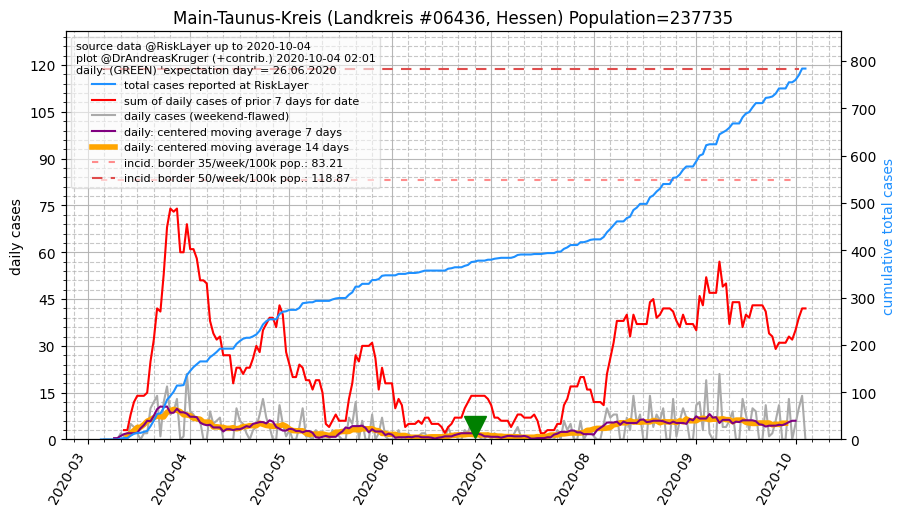 Main-Taunus-Kreis (Landkreis #06436, Hessen) Population=237735
source data @RiskLayer up to 2020-10-04
plot @DrAndreasKruger (+contrib.) 2020-10-04 02:01
daily: (GREEN) 'expectation day' = 26.06.2020
total cases reported at RiskLayer
sum of daily cases of prior 7 days for date
daily cases (weekend-flawed)
daily: centered moving average 7 days
daily: centered moving average 14 days
incid. border 35/week/100k pop.: 83.21
incid. border 50/week/100k pop.: 118.87
daily cases
120
105
90
75
60
45
30
15
0
cumulative total cases
800
700
600
500
400
300
200
100
0
2020-03
2020-04
2020-05
2020-06
2020-07
2020-08
2020-09
2020-10